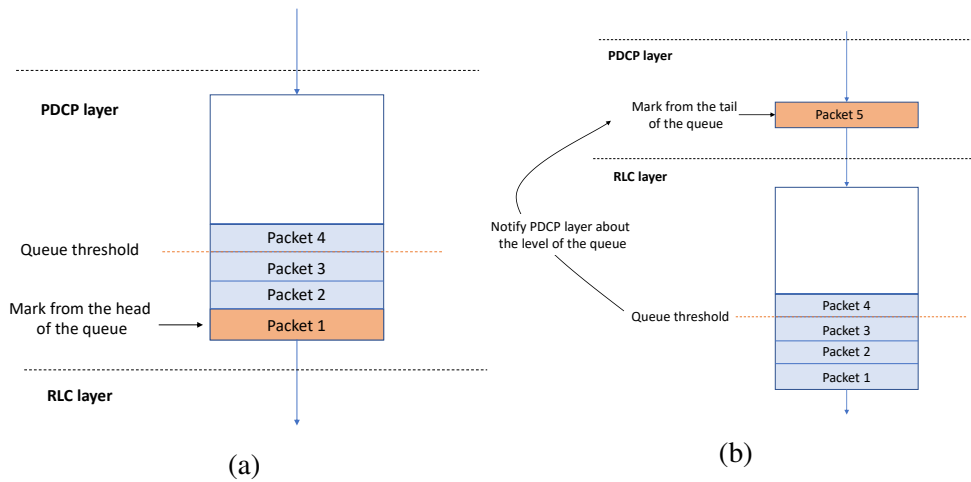 PDCP layer
Packet 4
Queue threshold
Packet 3
Packet 2
Mark from the head
of the queue
Packet 1
RLC layer
(a)
PDCP layer
Mark from the tail
of the queue
Packet 5
RLC layer
Notify PDCP layer about
the level of the queue
Packet 4
Queue threshold
Packet 3
Packet 2
Packet 1
(b)